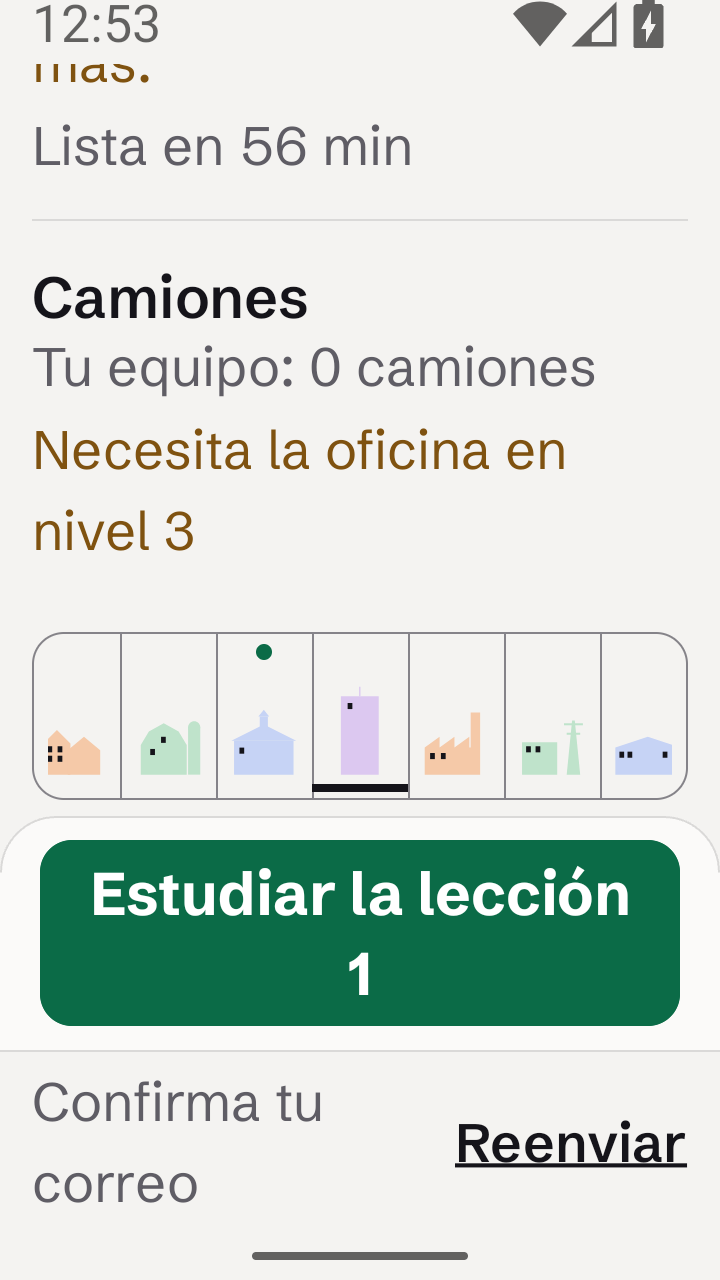 12:53
más.
Lista en 56 min
Camiones
Tu equipo: 0 camiones
Necesita la oficina en
nivel 3
Estudiar la lección
1
Confirma tu
correo
Reenviar